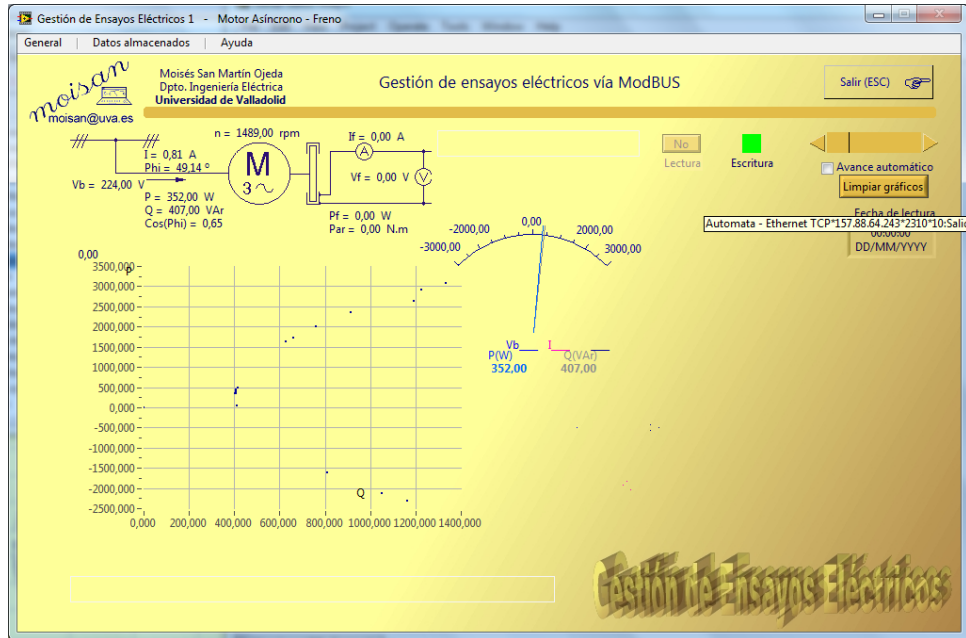 Gestión de Ensayos Eléctricos 1 - Motor Asíncrono - Freno
General | Datos almacenados | Ayuda
moisan
moisan@uva.es
Moisés San Martín Ojeda
Dpto. Ingeniería Eléctrica
Universidad de Valladolid
Gestión de ensayos eléctricos vía ModBUS
Salir (ESC)
n = 1489,00 rpm
I = 0,81 A
Phi = 49,14 º
Vb = 224,00 V
P = 352,00 W
Q = 407,00 VAr
Cos(Phi) = 0,65
M
3
If = 0,00 A
A
Vf = 0,00 V
V
Pf = 0,00 W
Par = 0,00 N.m
No
Lectura
Escritura
Avance automático
Limpiar gráficos
Fecha de lectura
Automata - Ethernet TCP*157.88.64.243*2310*10:Salid
00:00:00
DD/MM/YYYY
-3000,00
-2000,00
0,00
2000,00
3000,00
Vb
I
P(W)
Q(VAr)
352,00
407,00
0,00
P
3500,000
3000,000
2500,000
2000,000
1500,000
1000,000
500,000
0,000
-500,000
-1000,000
-1500,000
-2000,000
-2500,000
Q
0,000 200,000 400,000 600,000 800,000 1000,000 1200,000 1400,000
Gestión de Ensayos Eléctricos